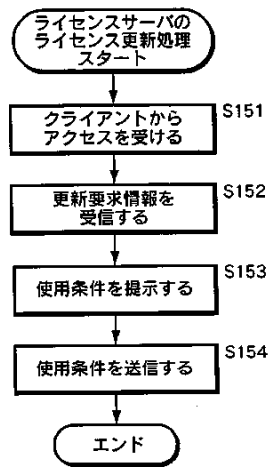 ライセンスサーバの
ライセンス更新処理
スタート
クライアントから
アクセスを受ける
S151
更新要求情報を
受信する
S152
使用条件を提示する
S153
使用条件を送信する
S154
エンド